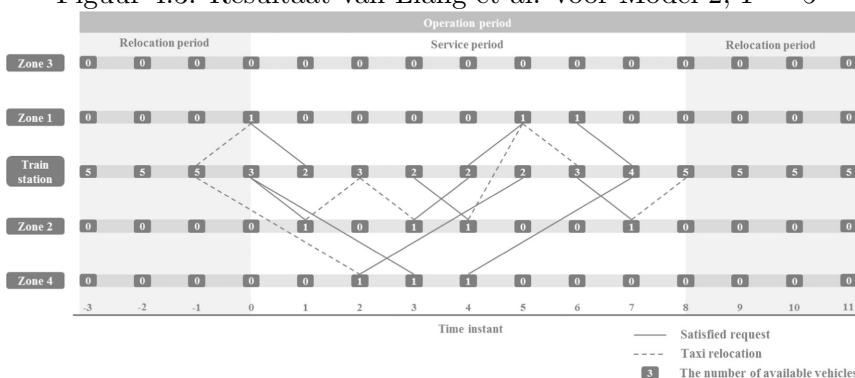 Figuur 4.3: Resultaat van Liang et al. voor Model 2,
Operation period
Relocation period Service period Relocation period
Zone 3 0 0 0 0 0 0 0 0 0 0 0 0 0 0 0
Zone 1 0 0 0 1 0 0 0 0 1 1 0 0 0 0 0
Train
station 5 5 5 3 2 3 2 2 2 3 4 5 5 5 5
Zone 2 0 0 0 0 1 0 1 1 0 0 1 0 0 0 0
Zone 4 0 0 0 0 0 1 1 1 0 0 0 0 0 0 0
-3 -2 -1 0 1 2 3 4 5 6 7 8 9 10 11
Time instant
Satisfied request
Taxi relocation
3 The number of available vehicles